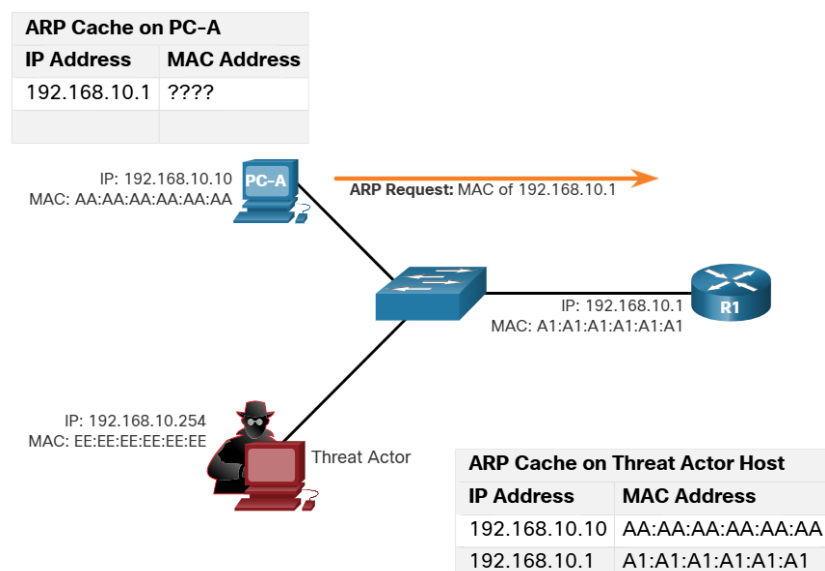 ARP Cache on PC-A
IP Address MAC Address
192.168.10.1 ????
IP: 192.168.10.10
MAC: AA:AA:AA:AA:AA:AA
PC-A
ARP Request: MAC of 192.168.10.1
IP: 192.168.10.1
MAC: A1:A1:A1:A1:A1:A1
R1
IP: 192.168.10.254
MAC: EE:EE:EE:EE:EE:EE
Threat Actor
ARP Cache on Threat Actor Host
IP Address MAC Address
192.168.10.10 AA:AA:AA:AA:AA:AA
192.168.10.1 A1:A1:A1:A1:A1:A1